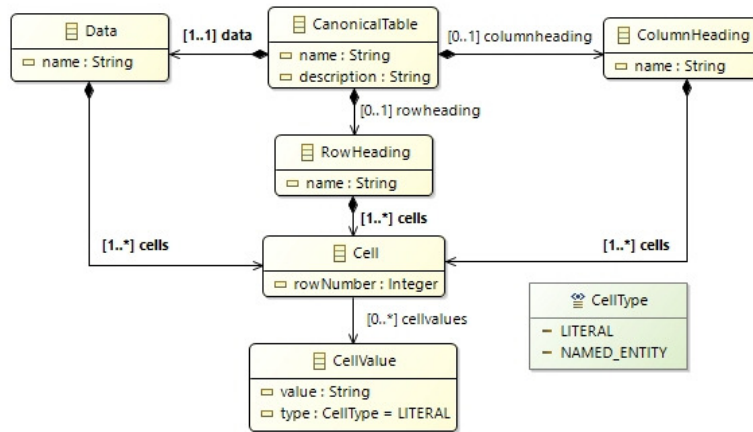 Data
name : String
[1..1] data
CanonicalTable
name : String
description : String
[0..1] columnheading
ColumnHeading
name : String
[0..1] rowheading
RowHeading
name : String
[1..*] cells
[1..*] cells
[1..*] cells
Cell
rowNumber : Integer
[0..*] cellvalues
CellType
LITERAL
NAMED_ENTITY
CellValue
value : String
type : CellType = LITERAL